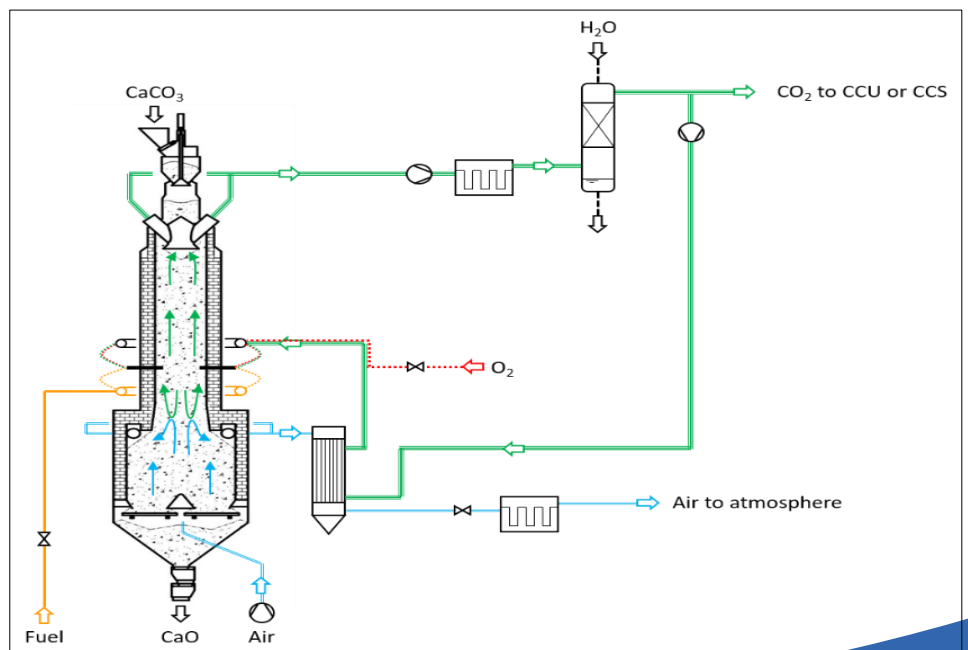 H₂O
CaCO₃
CO₂ to CCU or CCS
O₂
Air to atmosphere
Fuel
CaO
Air